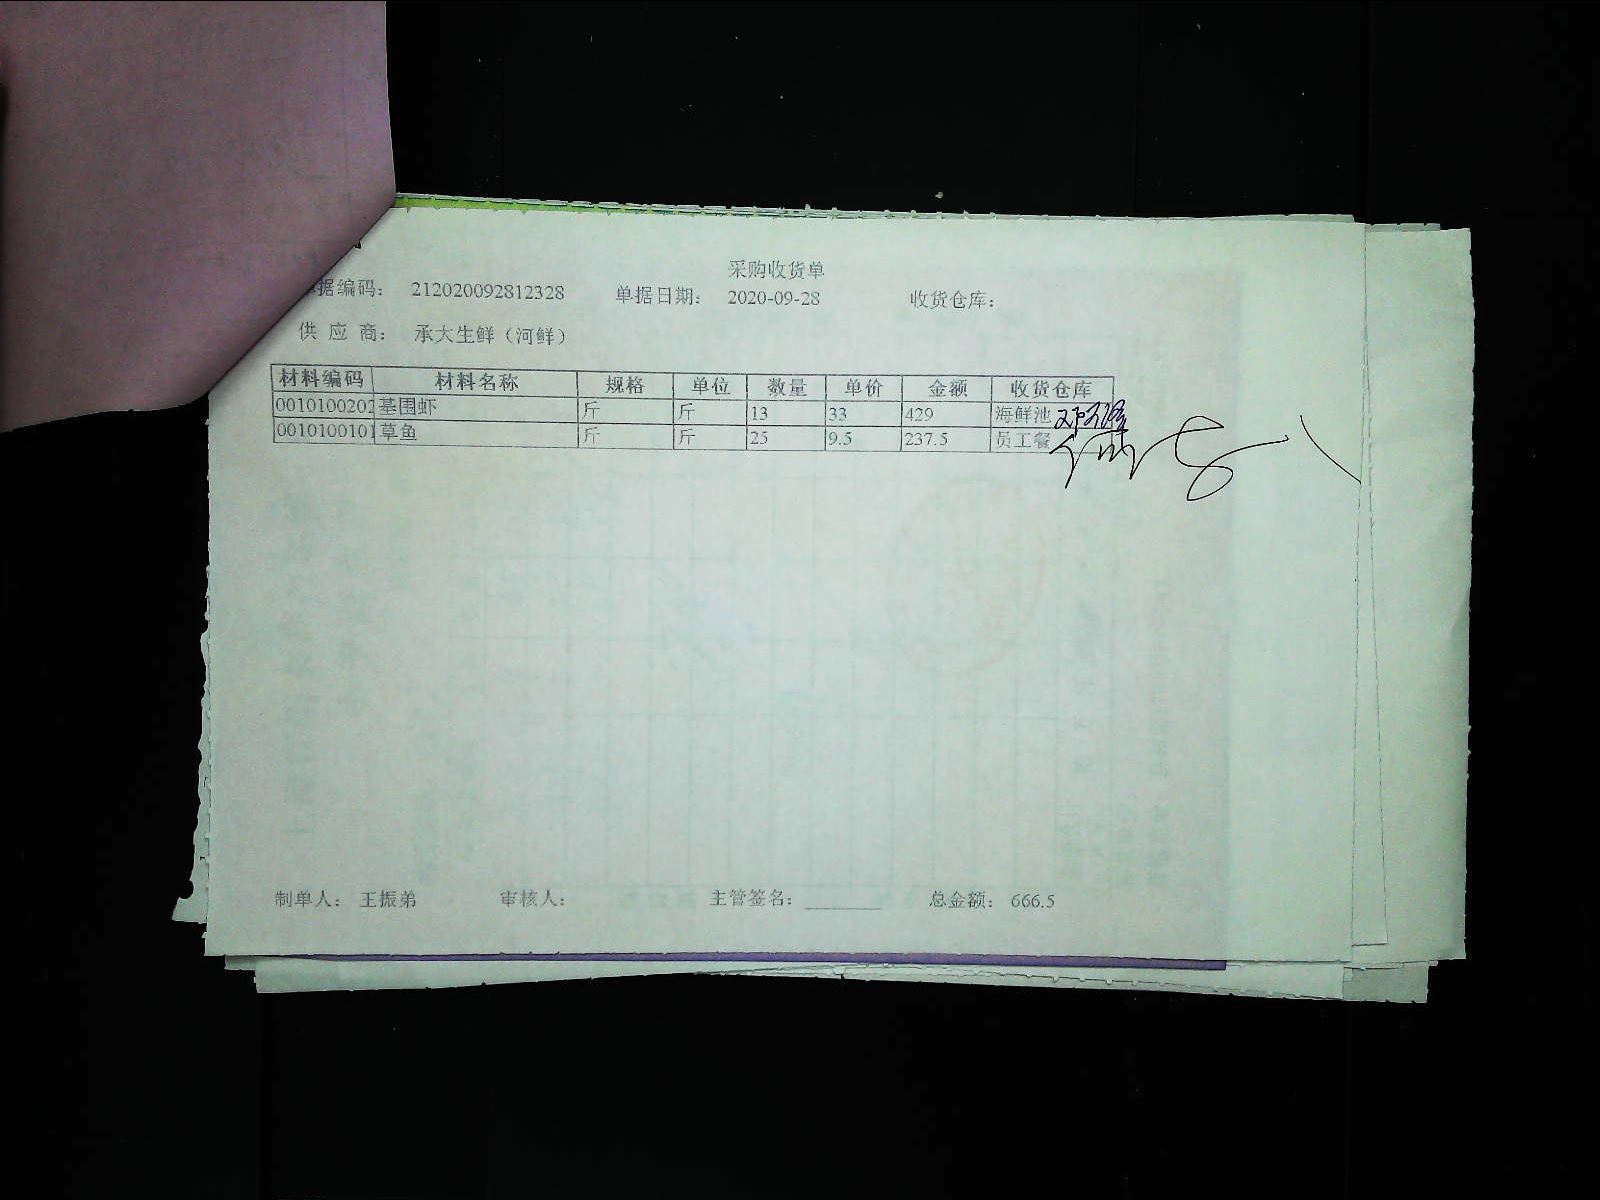 采购收货单
据编码： 212020092812328 单据日期： 2020-09-28 收货仓库：
供 应 商： 承大生鲜（河鲜）
材料编码 材料名称 规格 单位 数量 单价 金额 收货仓库
0010100202 基围虾 斤 斤 13 33 429 海鲜池
0010100101 草鱼 斤 斤 25 9.5 237.5 员工餐
制单人： 王振弟 审核人： 主管签名： 总金额： 666.5